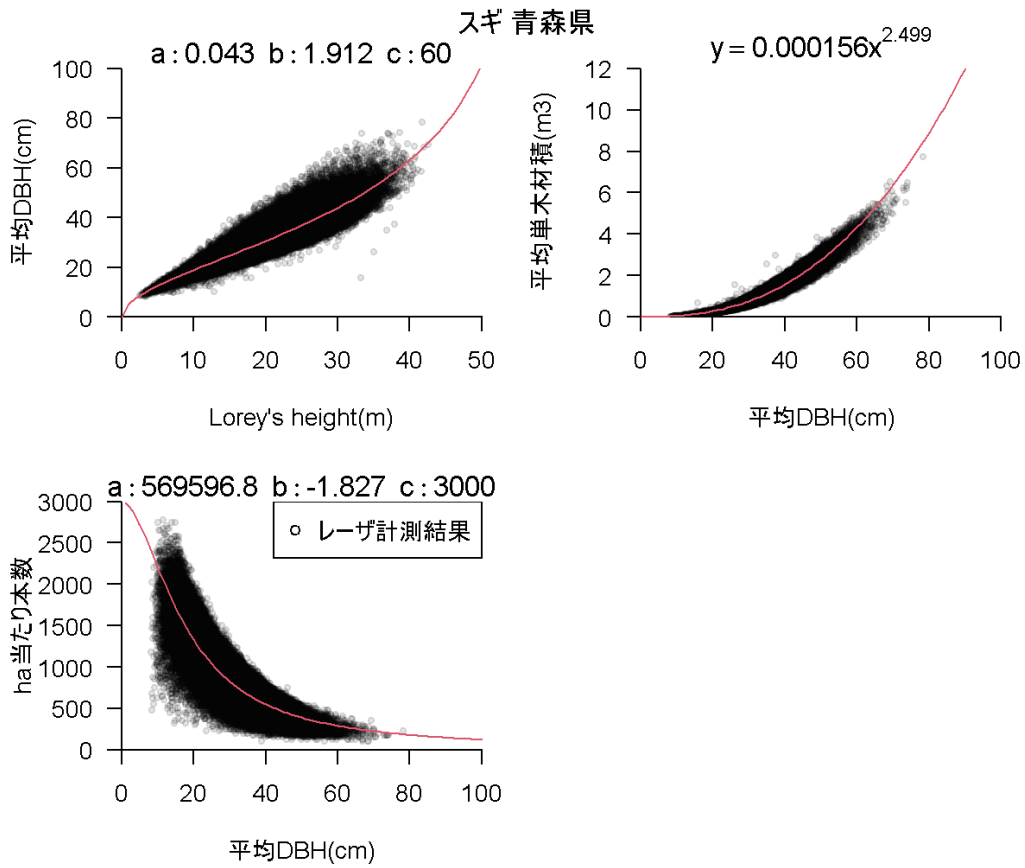 スギ 青森県
a : 0.043 b : 1.912 c : 60
平均DBH(cm)
100
80
60
40
20
0
0 10 20 30 40 50
Lorey's height(m)
y = 0.000156x^2.499
平均単木材積(m3)
12
10
8
6
4
2
0
0 20 40 60 80 100
平均DBH(cm)
a : 569596.8 b : -1.827 c : 3000
ha当たり本数
3000
2500
2000
1500
1000
500
0
レーザ計測結果
0 20 40 60 80 100
平均DBH(cm)